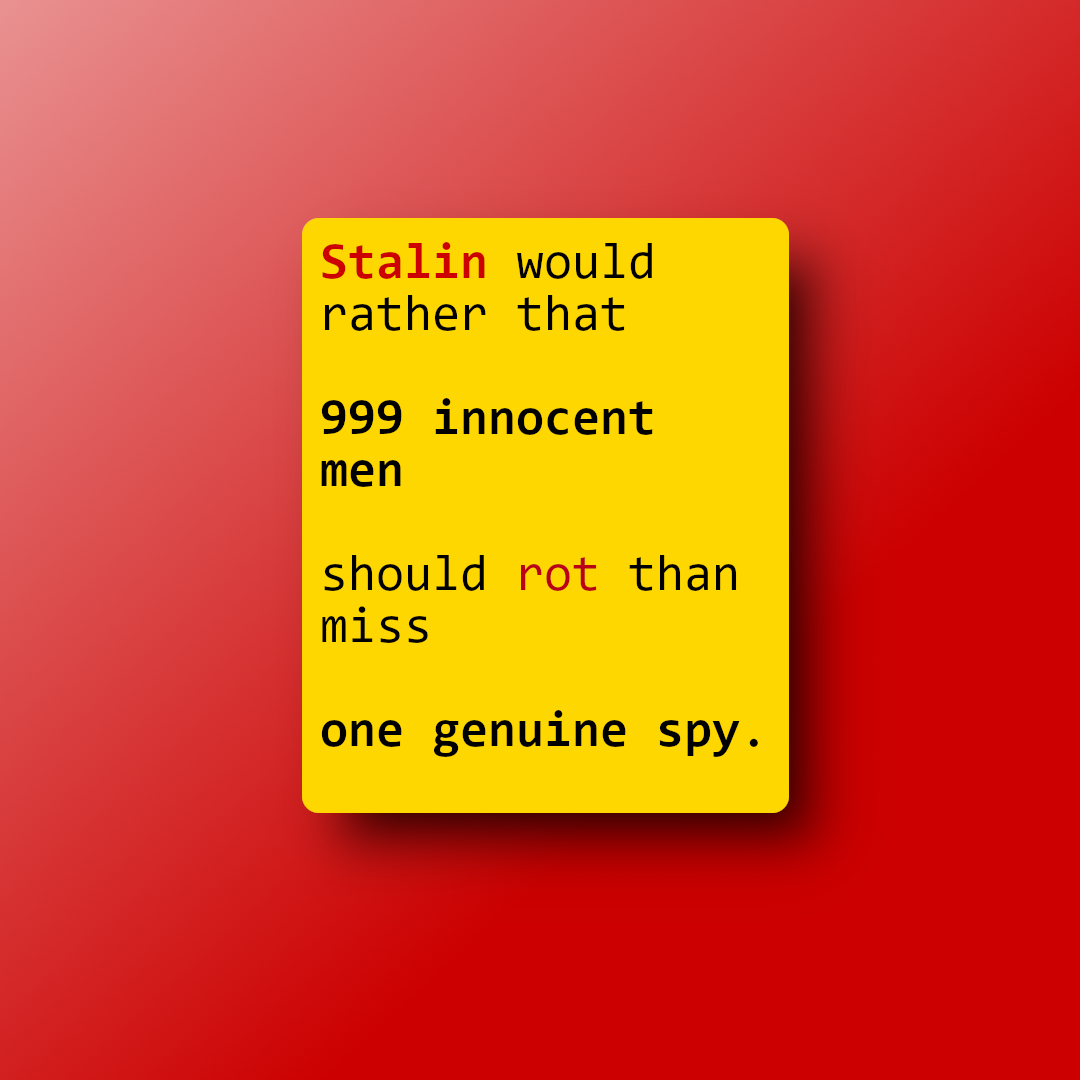 Stalin would
rather that
999 innocent
men
should rot than
miss
one genuine spy.